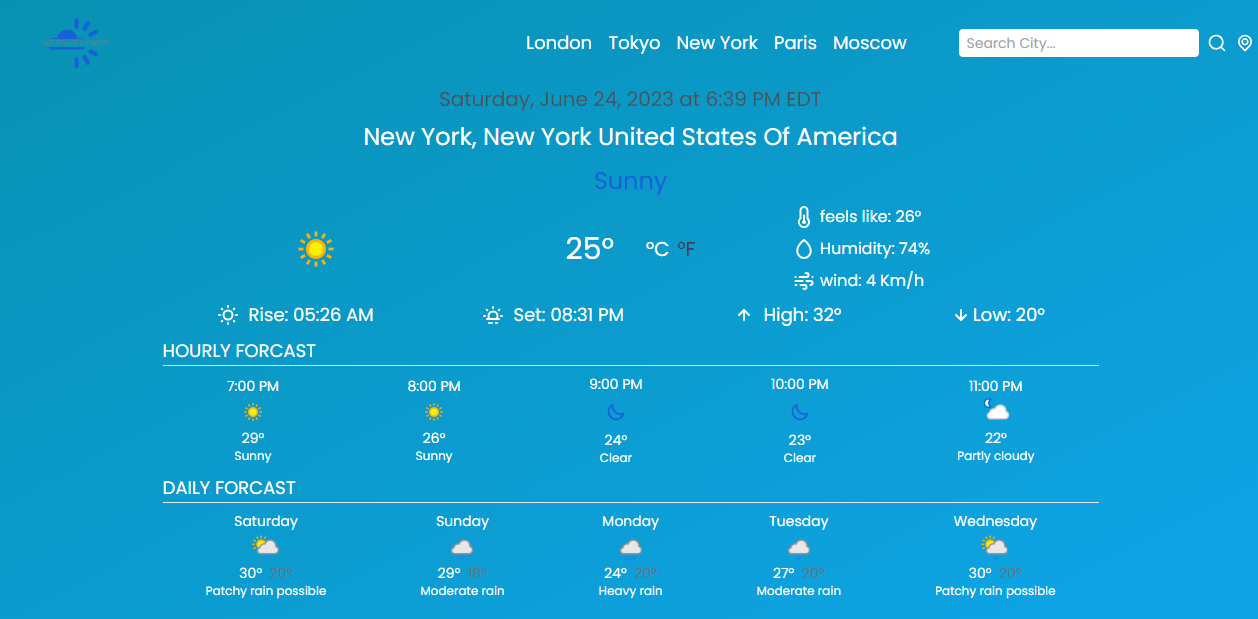 London Tokyo New York Paris Moscow Search City...
Saturday, June 24, 2023 at 6:39 PM EDT
New York, New York United States Of America
Sunny
feels like: 26°
25° °C °F
Humidity: 74%
wind: 4 Km/h
Rise: 05:26 AM Set: 08:31 PM High: 32° Low: 20°
HOURLY FORCAST
7:00 PM 8:00 PM 9:00 PM 10:00 PM 11:00 PM
29° 26° 24° 23° 22°
Sunny Sunny Clear Clear Partly cloudy
DAILY FORCAST
Saturday Sunday Monday Tuesday Wednesday
30° 20° 29° 18° 24° 20° 27° 20° 30° 20°
Patchy rain possible Moderate rain Heavy rain Moderate rain Patchy rain possible